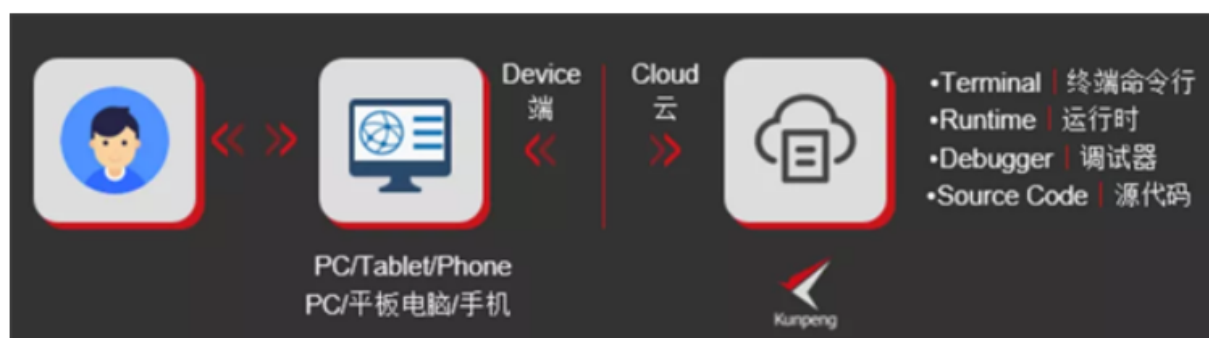 Device
端
Cloud
云
PC/Tablet/Phone
PC/平板电脑/手机
•Terminal | 终端命令行
•Runtime | 运行时
•Debugger | 调试器
•Source Code | 源代码
Kunpeng